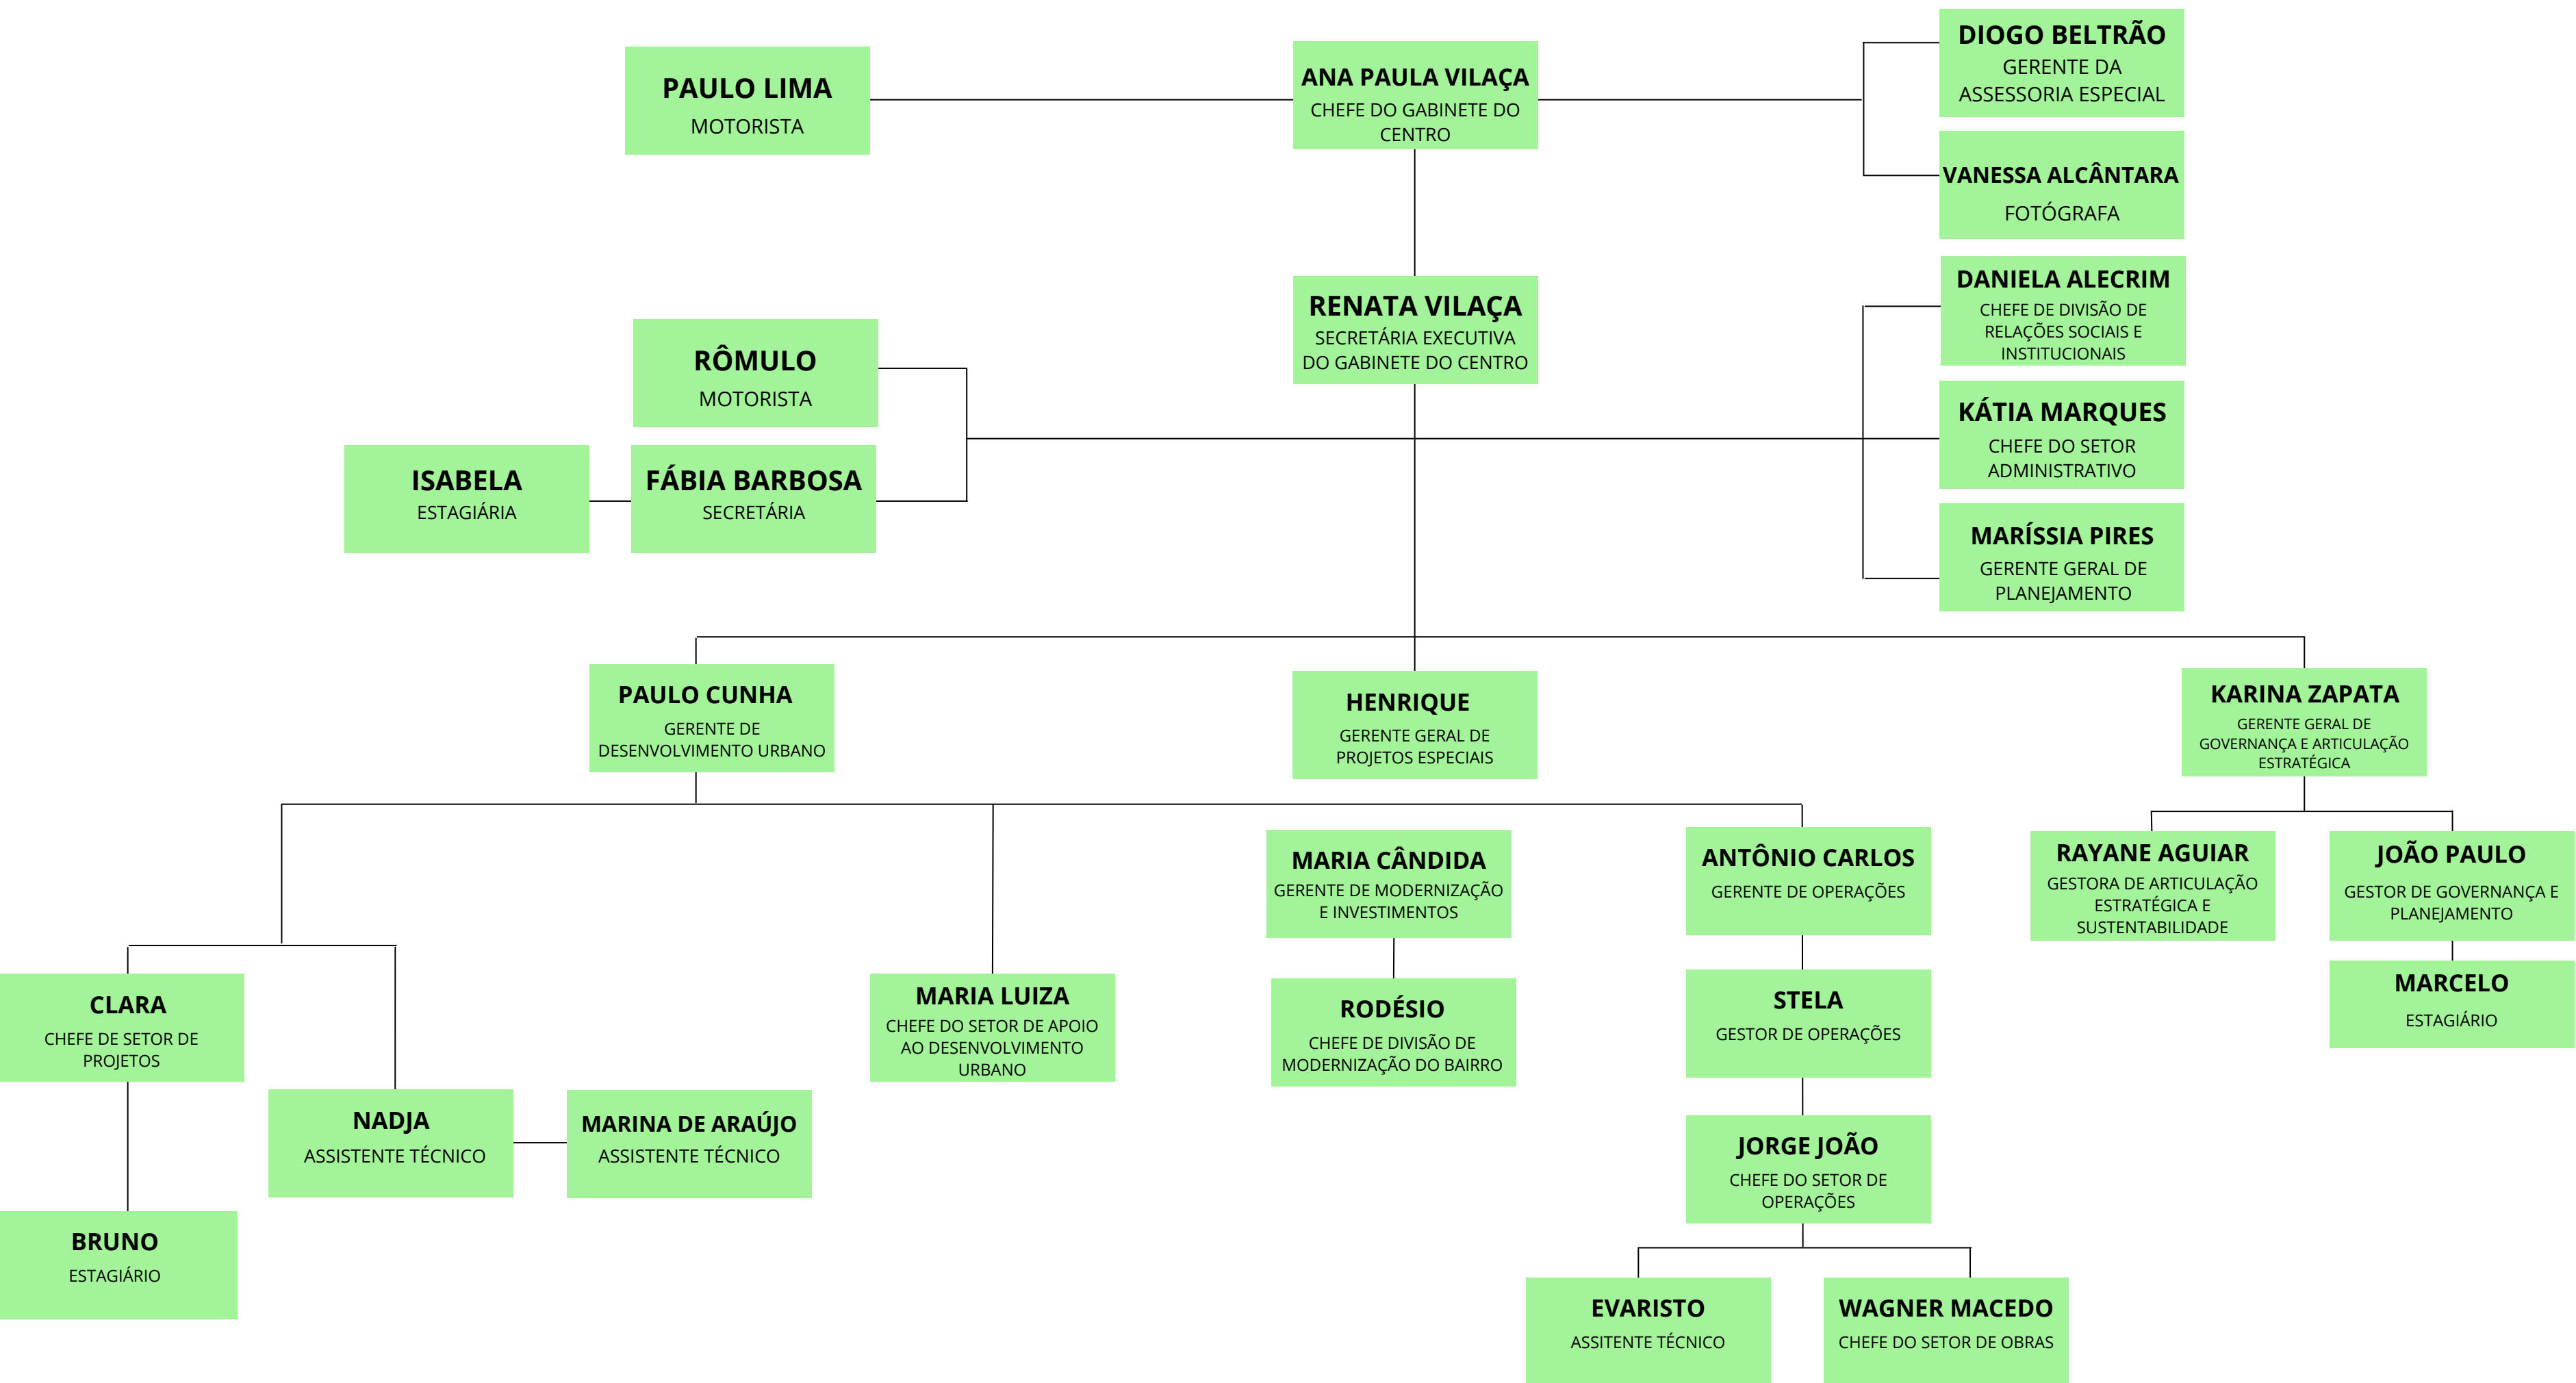 PAULO LIMA
MOTORISTA
ANA PAULA VILAÇA
CHEFE DO GABINETE DO
CENTRO
DIOGO BELTRÃO
GERENTE DA
ASSESSORIA ESPECIAL
VANESSA ALCÂNTARA
FOTÓGRAFA
RENATA VILAÇA
SECRETÁRIA EXECUTIVA
DO GABINETE DO CENTRO
DANIELA ALECRIM
CHEFE DE DIVISÃO DE
RELAÇÕES SOCIAIS E
INSTITUCIONAIS
RÔMULO
MOTORISTA
KÁTIA MARQUES
CHEFE DO SETOR
ADMINISTRATIVO
ISABELA
ESTAGIÁRIA
FÁBIA BARBOSA
SECRETÁRIA
MARÍSSIA PIRES
GERENTE GERAL DE
PLANEJAMENTO
PAULO CUNHA
GERENTE DE
DESENVOLVIMENTO URBANO
HENRIQUE
GERENTE GERAL DE
PROJETOS ESPECIAIS
KARINA ZAPATA
GERENTE GERAL DE
GOVERNANÇA E ARTICULAÇÃO
ESTRATÉGICA
MARIA CÂNDIDA
GERENTE DE MODERNIZAÇÃO
E INVESTIMENTOS
ANTÔNIO CARLOS
GERENTE DE OPERAÇÕES
RAYANE AGUIAR
GESTORA DE ARTICULAÇÃO
ESTRATÉGICA E
SUSTENTABILIDADE
JOÃO PAULO
GESTOR DE GOVERNANÇA E
PLANEJAMENTO
CLARA
CHEFE DE SETOR DE
PROJETOS
MARIA LUIZA
CHEFE DO SETOR DE APOIO
AO DESENVOLVIMENTO
URBANO
RODÉSIO
CHEFE DE DIVISÃO DE
MODERNIZAÇÃO DO BAIRRO
STELA
GESTOR DE OPERAÇÕES
MARCELO
ESTAGIÁRIO
NADJA
ASSISTENTE TÉCNICO
MARINA DE ARAÚJO
ASSISTENTE TÉCNICO
JORGE JOÃO
CHEFE DO SETOR DE
OPERAÇÕES
BRUNO
ESTAGIÁRIO
EVARISTO
ASSITENTE TÉCNICO
WAGNER MACEDO
CHEFE DO SETOR DE OBRAS